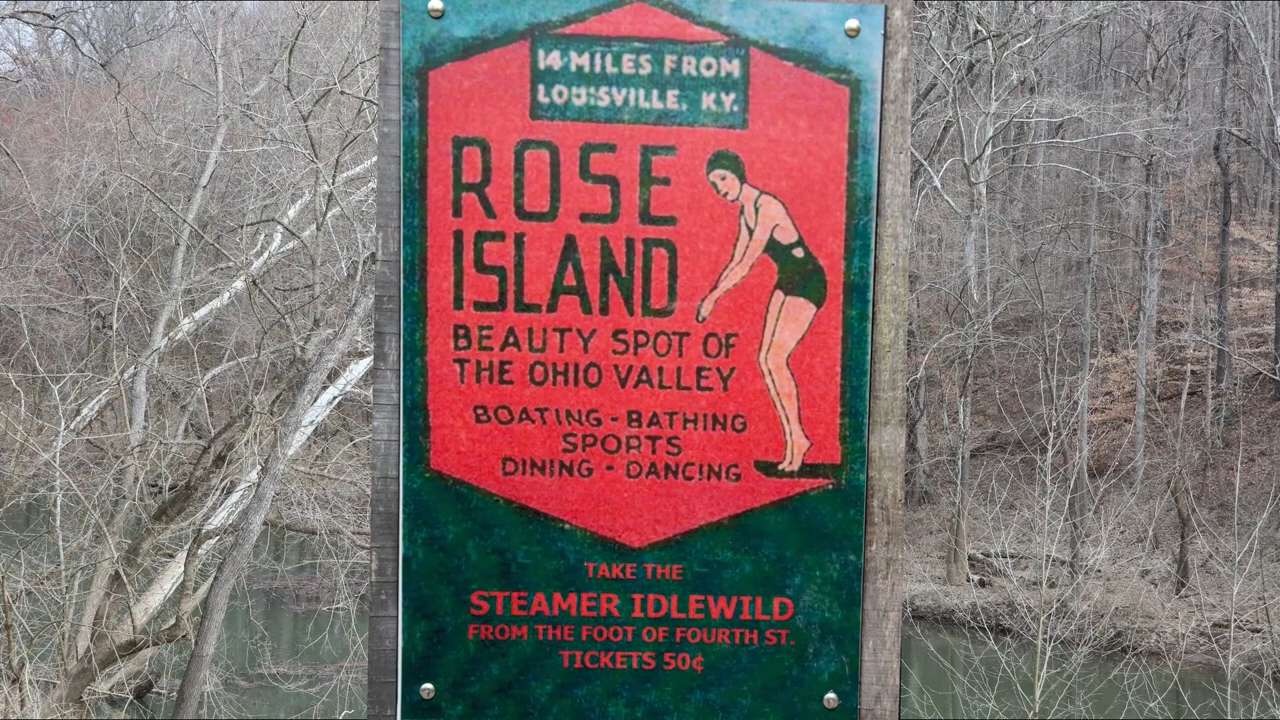 14 MILES FROM
LOUISVILLE, KY.
ROSE
ISLAND
BEAUTY SPOT OF
THE OHIO VALLEY
BOATING - BATHING
SPORTS
DINING - DANCING
TAKE THE
STEAMER IDLEWILD
FROM THE FOOT OF FOURTH ST.
TICKETS 50¢